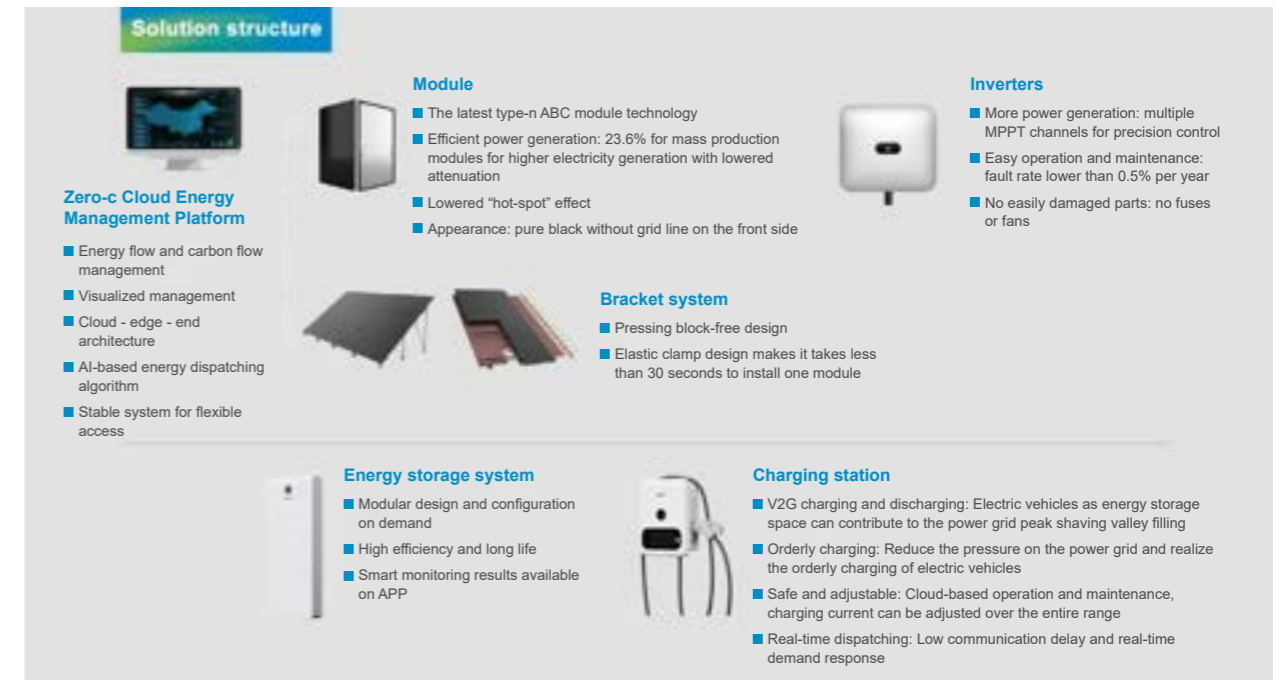 Solution structure
Zero-c Cloud Energy
Management Platform
Energy flow and carbon flow
management
Visualized management
Cloud - edge - end
architecture
AI-based energy dispatching
algorithm
Stable system for flexible
access
Module
The latest type-n ABC module technology
Efficient power generation: 23.6% for mass production
modules for higher electricity generation with lowered
attenuation
Lowered “hot-spot” effect
Appearance: pure black without grid line on the front side
Inverters
More power generation: multiple
MPPT channels for precision control
Easy operation and maintenance:
fault rate lower than 0.5% per year
No easily damaged parts: no fuses
or fans
Bracket system
Pressing block-free design
Elastic clamp design makes it takes less
than 30 seconds to install one module
Energy storage system
Modular design and configuration
on demand
High efficiency and long life
Smart monitoring results available
on APP
Charging station
V2G charging and discharging: Electric vehicles as energy storage
space can contribute to the power grid peak shaving valley filling
Orderly charging: Reduce the pressure on the power grid and realize
the orderly charging of electric vehicles
Safe and adjustable: Cloud-based operation and maintenance,
charging current can be adjusted over the entire range
Real-time dispatching: Low communication delay and real-time
demand response